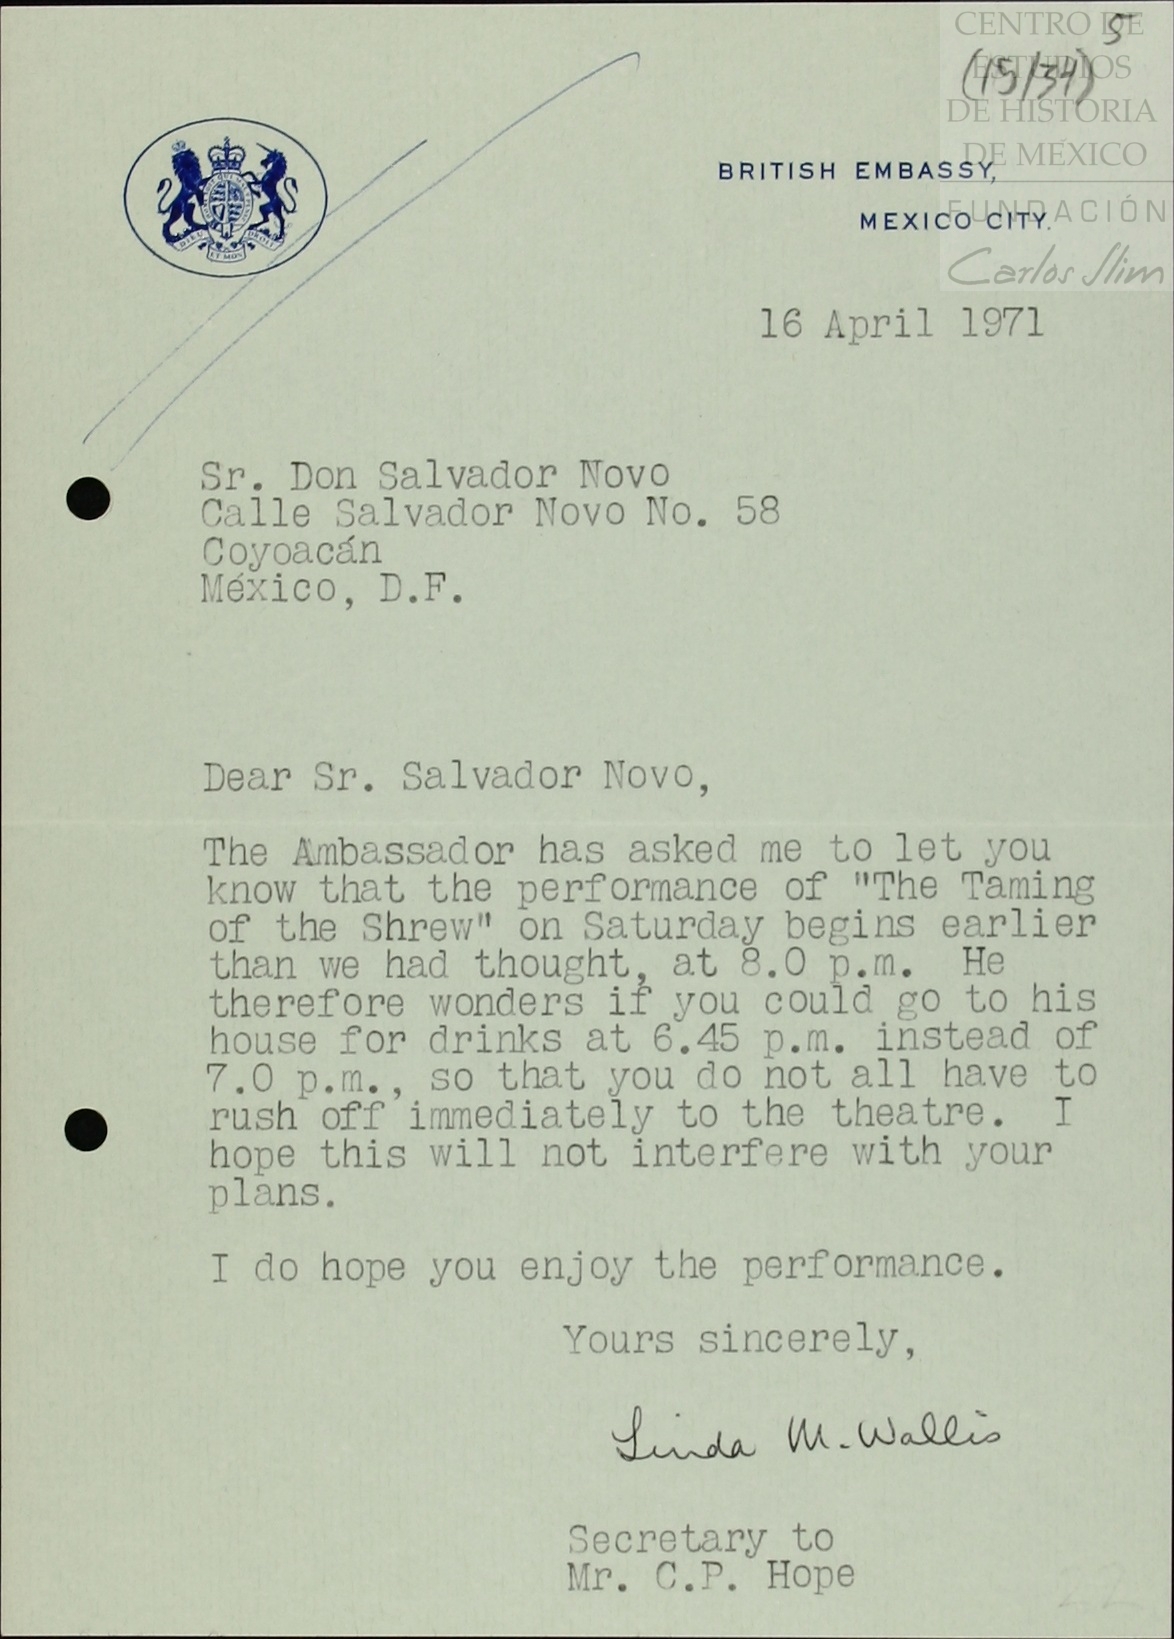 5
(15/34)
CENTRO DE
ESTUDIOS
DE HISTORIA
DE MÉXICO
FUNDACIÓN
Carlos Slim
DIEU ET MON DROIT
BRITISH EMBASSY,
MEXICO CITY.
16 April 1971
Sr. Don Salvador Novo
Calle Salvador Novo No. 58
Coyoacán
México, D.F.
Dear Sr. Salvador Novo,
The Ambassador has asked me to let you
know that the performance of "The Taming
of the Shrew" on Saturday begins earlier
than we had thought, at 8.0 p.m.  He
therefore wonders if you could go to his
house for drinks at 6.45 p.m. instead of
7.0 p.m., so that you do not all have to
rush off immediately to the theatre.  I
hope this will not interfere with your
plans.
I do hope you enjoy the performance.
Yours sincerely,
Linda M. Wallis
Secretary to
Mr. C.P. Hope